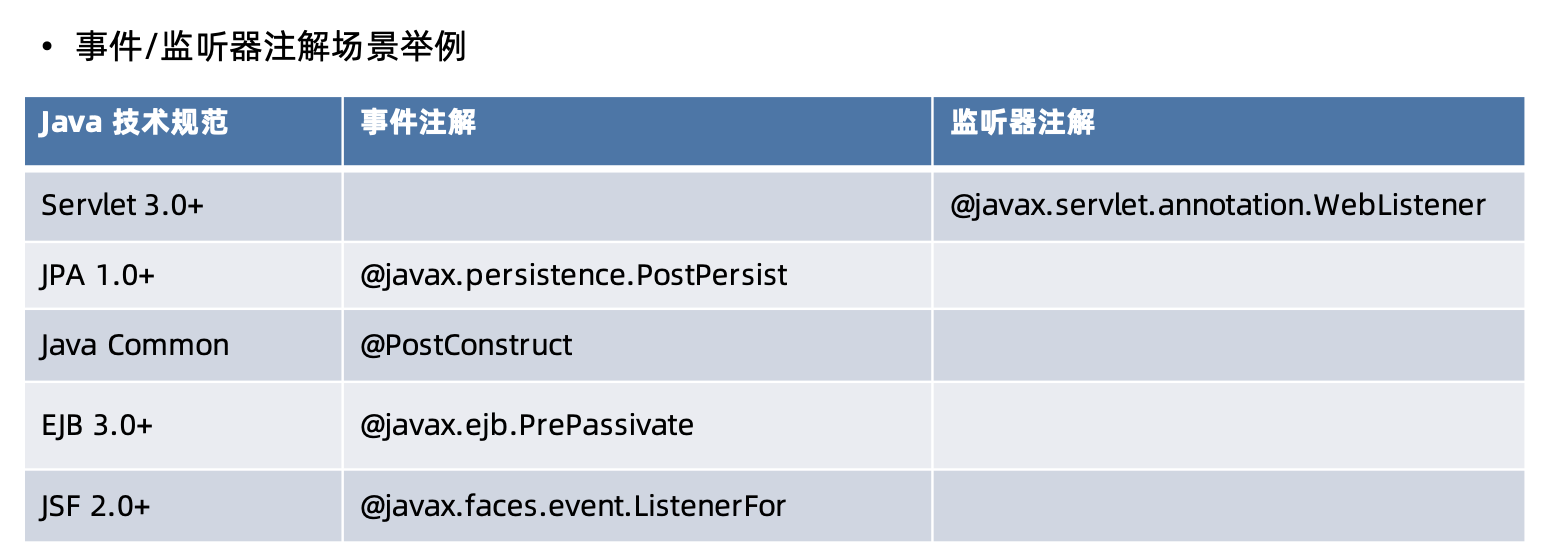 • 事件/监听器注解场景举例
Java 技术规范 事件注解 监听器注解
Servlet 3.0+ @javax.servlet.annotation.WebListener
JPA 1.0+ @javax.persistence.PostPersist
Java Common @PostConstruct
EJB 3.0+ @javax.ejb.PrePassivate
JSF 2.0+ @javax.faces.event.ListenerFor